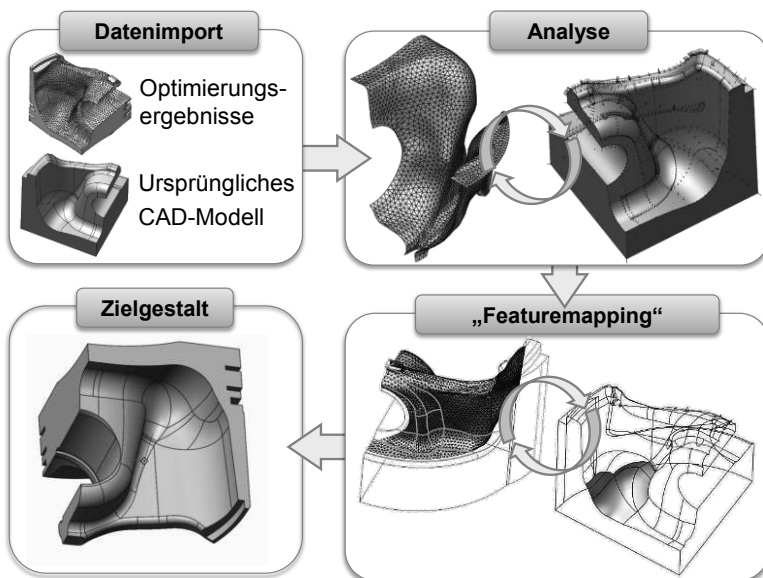 Datenimport
Optimierungs-
ergebnisse
Ursprüngliches
CAD-Modell
Analyse
„Featuremapping“
Zielgestalt